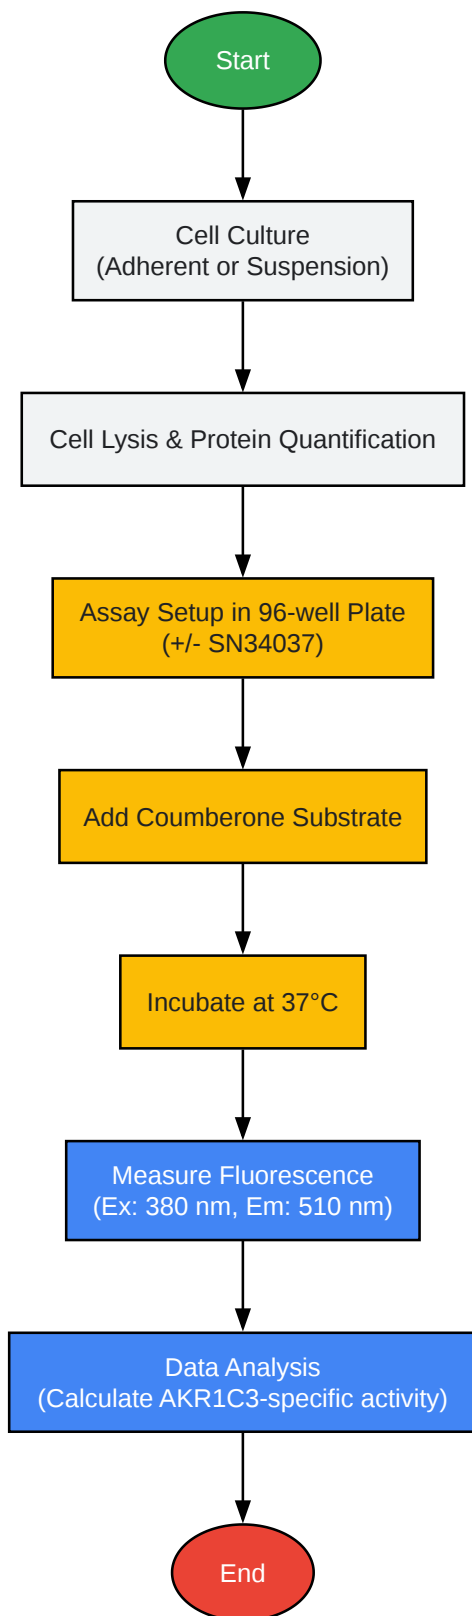 Start
Cell Culture
(Adherent or Suspension)
Cell Lysis & Protein Quantification
Assay Setup in 96-well Plate
(+/- SN34037)
Add Coumberone Substrate
Incubate at 37°C
Measure Fluorescence
(Ex: 380 nm, Em: 510 nm)
Data Analysis
(Calculate AKR1C3-specific activity)
End